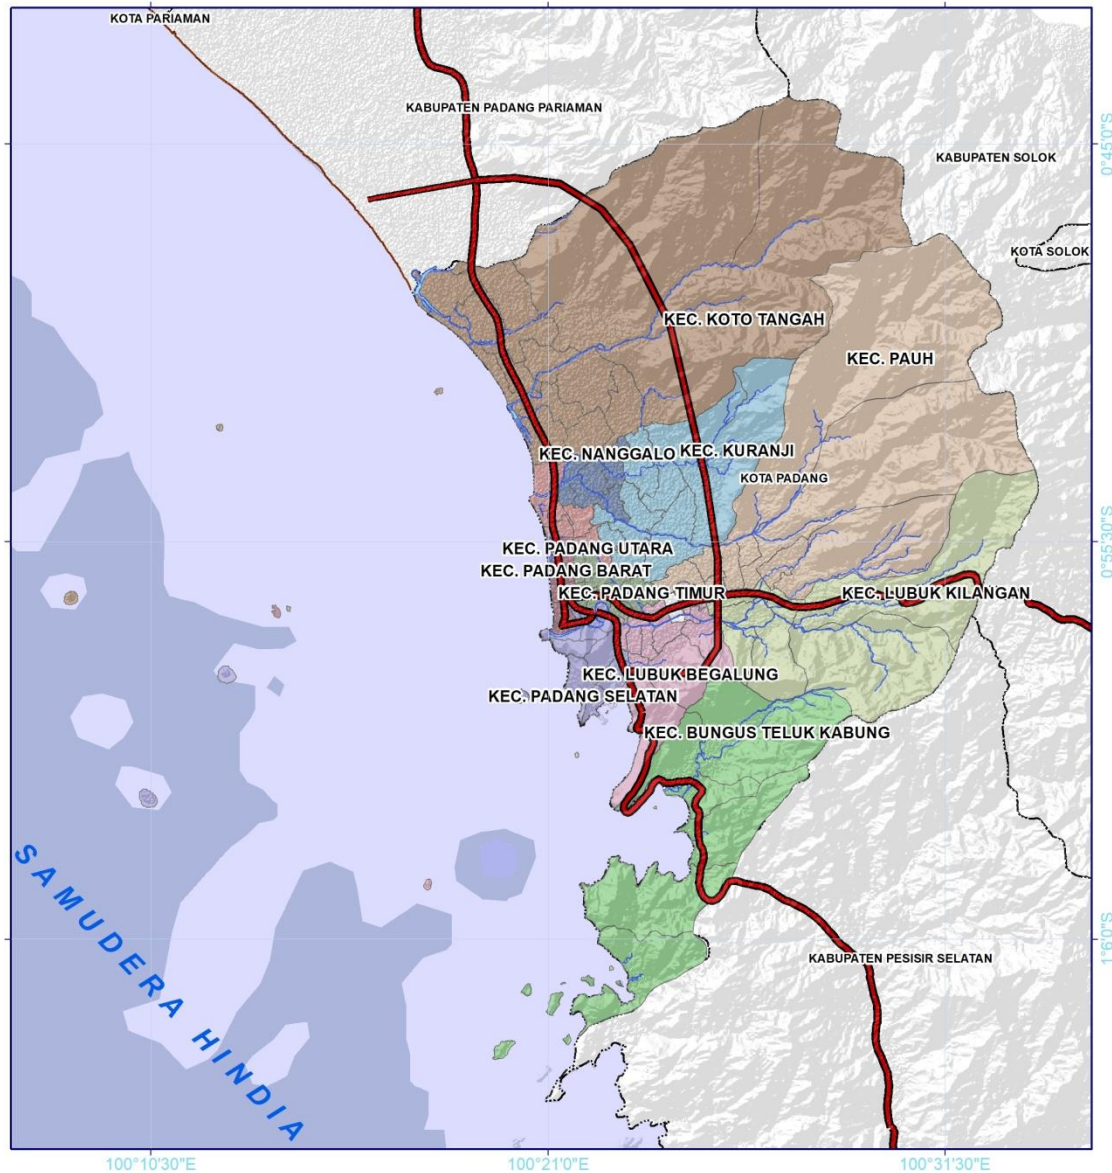 KOTA PARIAMAN
KABUPATEN PADANG PARIAMAN
0°45'0"S
KABUPATEN SOLOK
KOTA SOLOK
KEC. KOTO TANGAH
KEC. PAUH
KEC. NANGGALO
KEC. KURANJI
KOTA PADANG
0°55'30"S
KEC. PADANG UTARA
KEC. PADANG BARAT
KEC. PADANG TIMUR
KEC. LUBUK KILANGAN
KEC. LUBUK BEGALUNG
KEC. PADANG SELATAN
KEC. BUNGUS TELUK KABUNG
SAMUDERA HINDIA
1°6'0"S
KABUPATEN PESISIR SELATAN
100°10'30"E
100°21'0"E
100°31'30"E